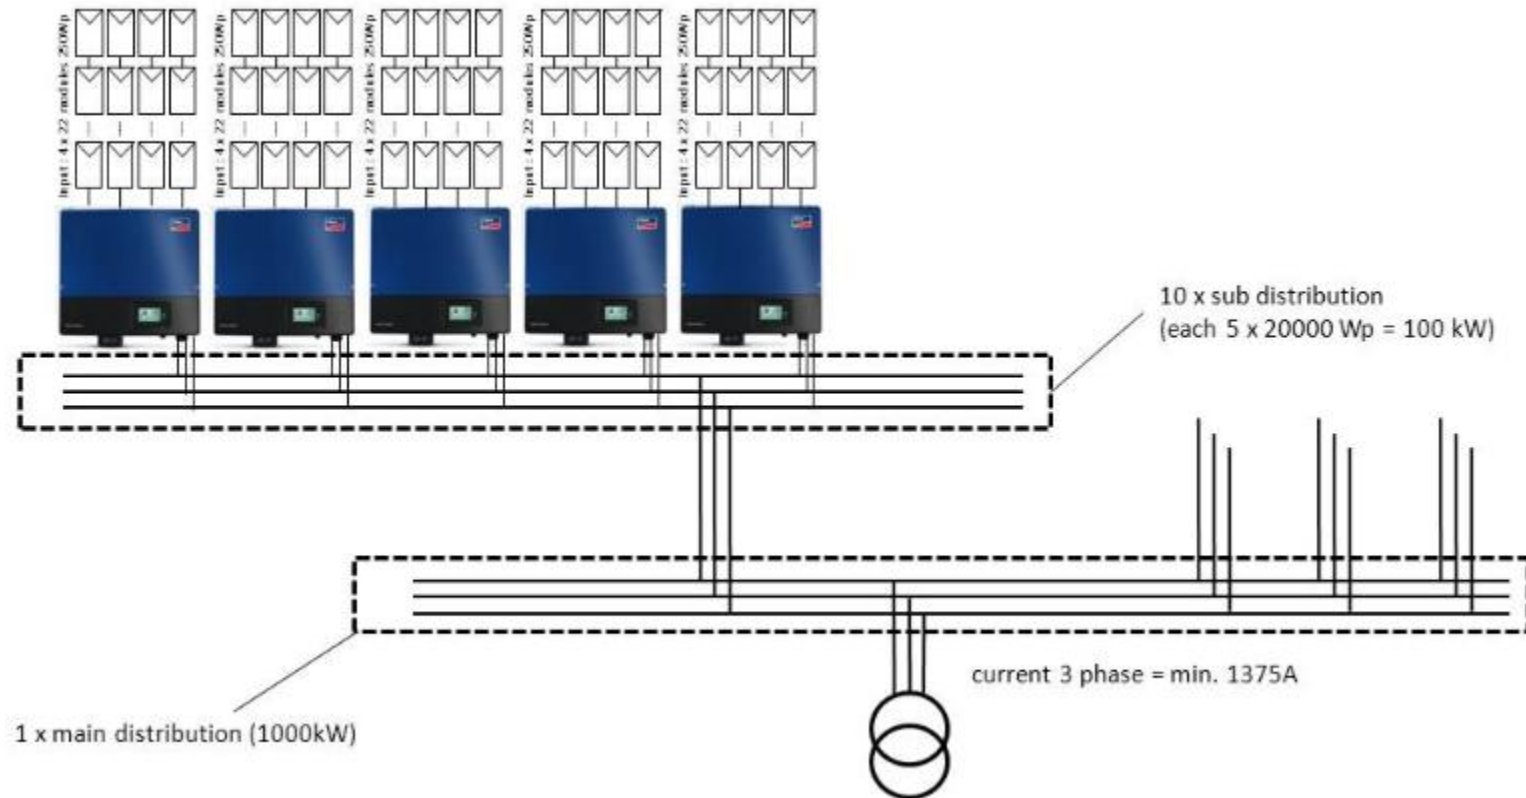 Input : 4 x 22 modules 250Wp
Input : 4 x 22 modules 250Wp
Input : 4 x 22 modules 250Wp
Input : 4 x 22 modules 250Wp
Input : 4 x 22 modules 250Wp
10 x sub distribution
(each 5 x 20000 Wp = 100 kW)
current 3 phase = min. 1375A
1 x main distribution (1000kW)